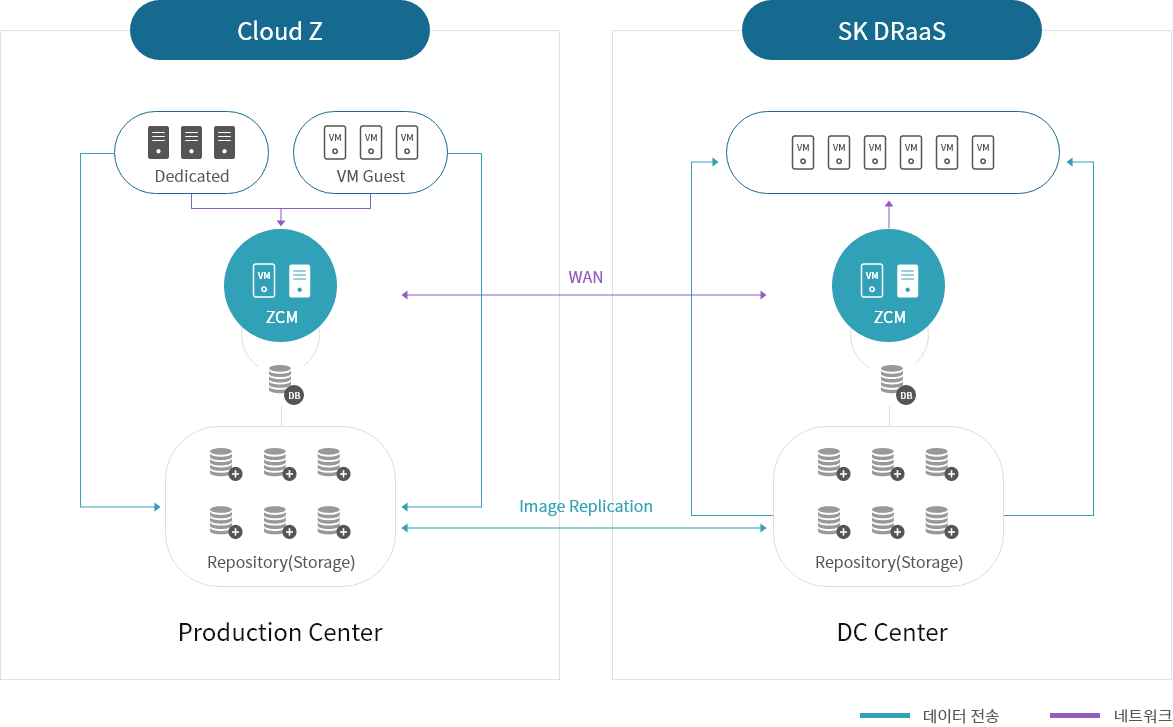 Cloud Z
SK DRaaS
VM VM VM
Dedicated
VM Guest
VM VM VM VM VM VM
VM
ZCM
WAN
VM
ZCM
DB
DB
Image Replication
Repository(Storage)
Repository(Storage)
Production Center
DC Center
데이터 전송
네트워크